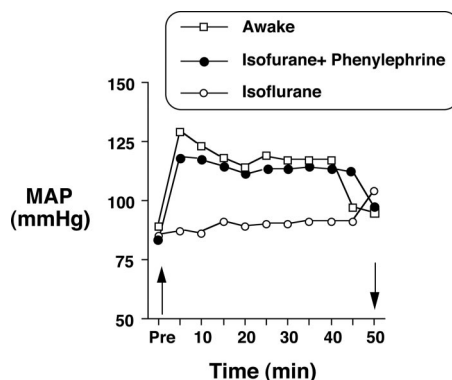 Awake
Isofurane+ Phenylephrine
Isoflurane
150
125
100
75
50
MAP
(mmHg)
Pre 10 20 30 40 50
Time (min)